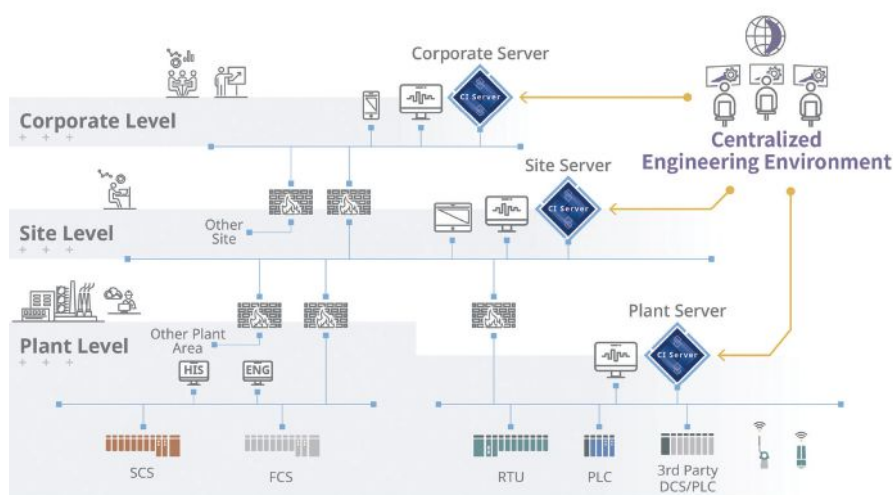 Corporate Server
CI Server
Corporate Level
Centralized
Engineering Environment
Site Server
CI Server
Other
Site
Site Level
Plant Server
Other Plant
Area
Plant Level
CI Server
HIS
ENG
SCS
FCS
RTU
PLC
3rd Party
DCS/PLC